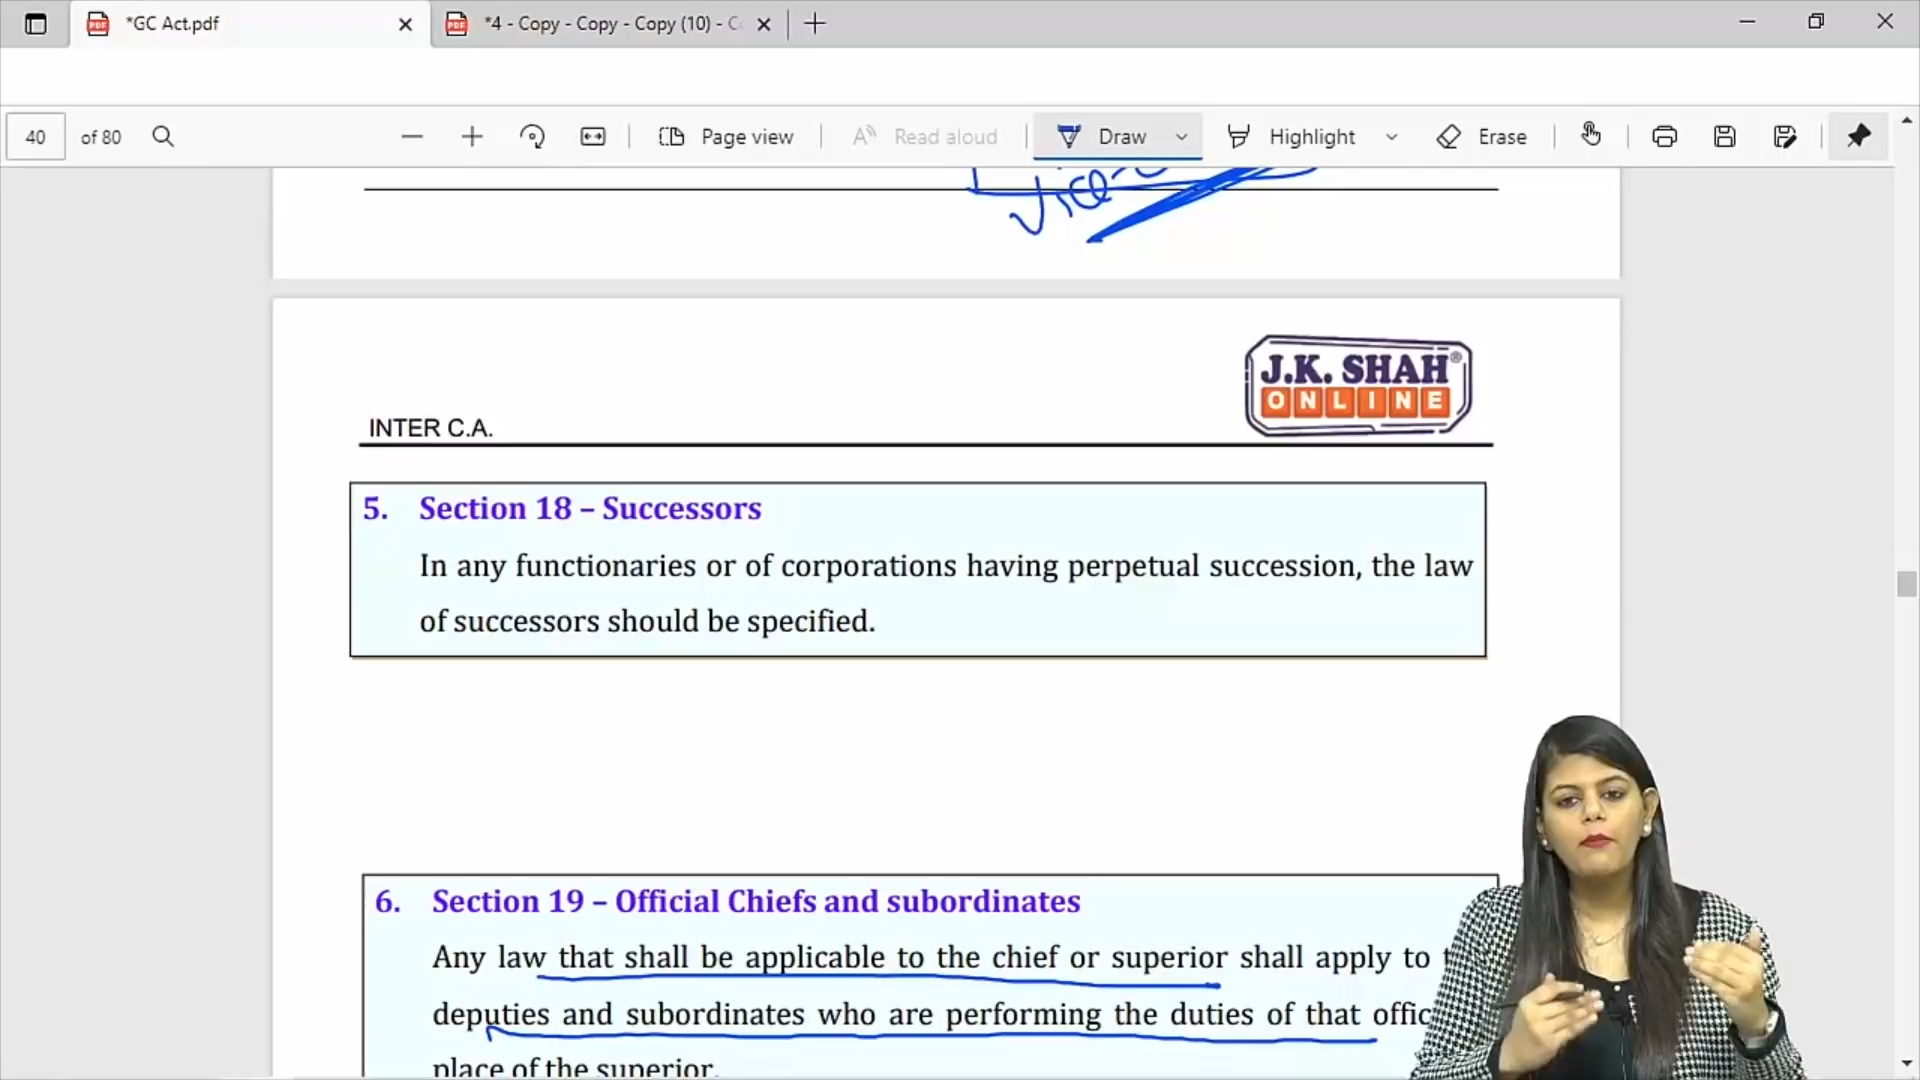 *GC Act.pdf
*4 - Copy - Copy - Copy (10) - C
40 of 80
Page view
Read aloud
Draw
Highlight
Erase
J.K. SHAH®
ONLINE
INTER C.A.
5. Section 18 – Successors
In any functionaries or of corporations having perpetual succession, the law
of successors should be specified.
6. Section 19 – Official Chiefs and subordinates
Any law that shall be applicable to the chief or superior shall apply to
deputies and subordinates who are performing the duties of that offic
place of the superior.